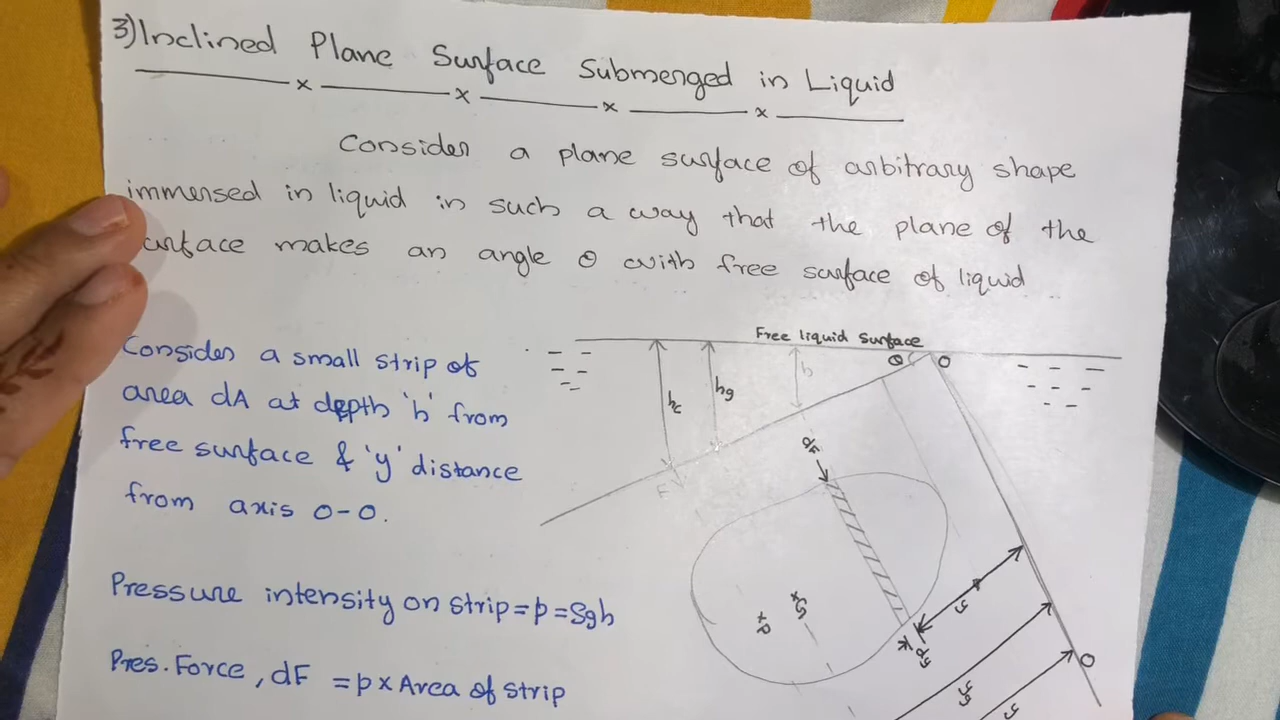 3) Inclined Plane Surface Submenged in Liquid
Consider a plane surface of arbitrary shape
immersed in liquid in such a way that the plane of the
urface makes an angle θ with free surface of liquid
Consider a small strip of
area dA at depth 'h' from
free surface & 'y' distance
from axis O-O.
Pressure intensity on strip = p = ρgh
Pres. Force, dF = p × Area of strip
Free liquid surface
θ
O
hc
hg
h
dF
F
G
P
y
O